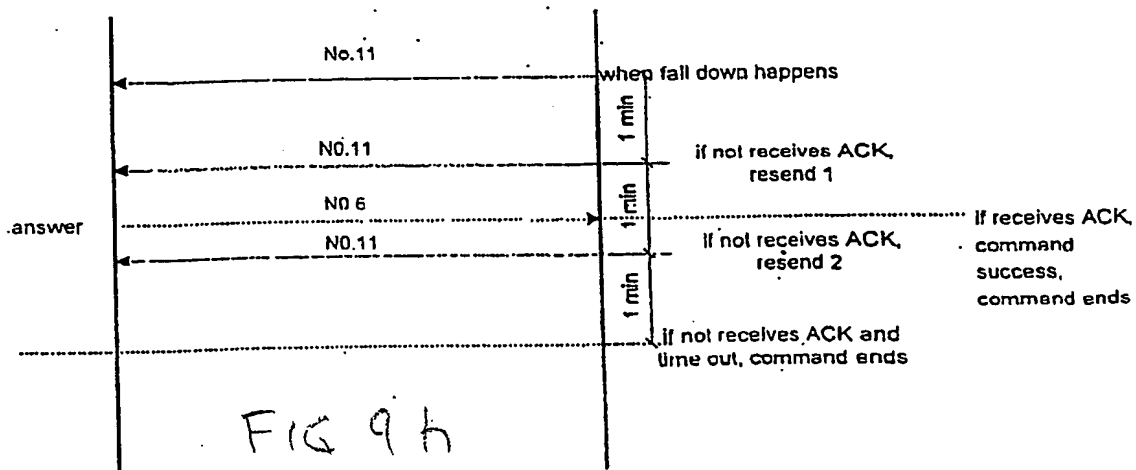 No.11
when fall down happens
1 min
N0.11
if not receives ACK,
resend 1
1 min
N0 6
.answer
if receives ACK,
command
success,
command ends
N0.11
if not receives ACK,
resend 2
1 min
if not receives ACK and
time out, command ends
FIG 9h